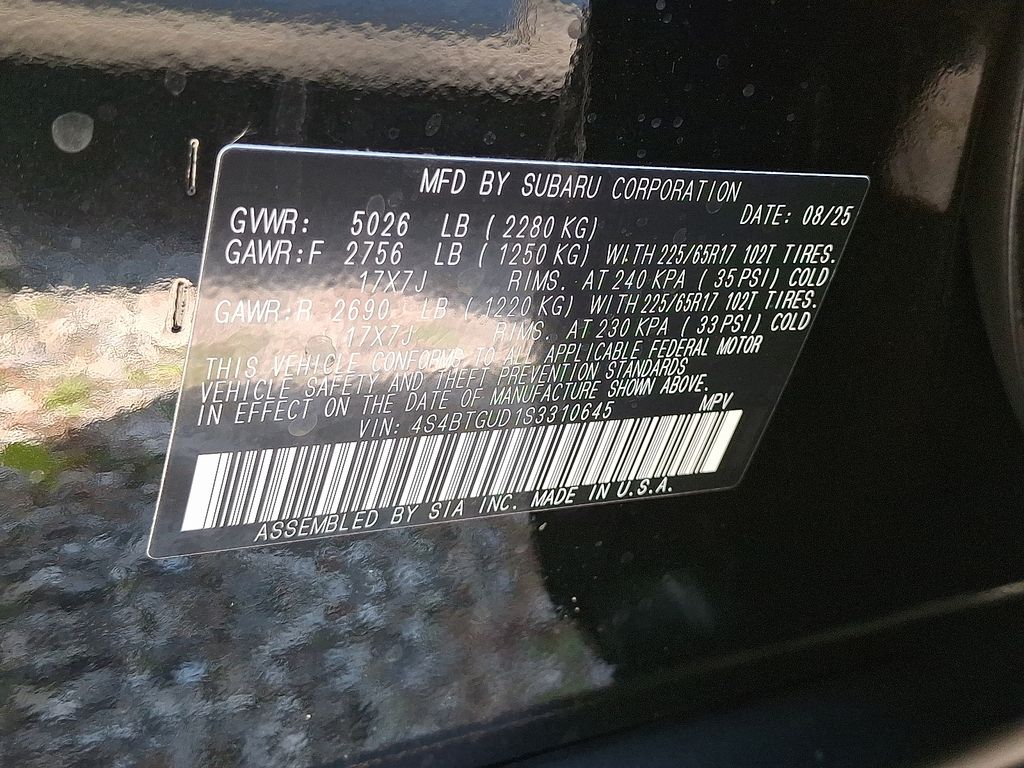 MFD BY SUBARU CORPORATION
DATE: 08/25
GVWR: 5026 LB (2280 KG)
GAWR:F 2756 LB (1250 KG) WITH 225/65R17 102T TIRES.
17X7J RIMS. AT 240 KPA (35 PSI) COLD
GAWR:R 2690 LB (1220 KG) WITH 225/65R17 102T TIRES.
17X7J RIMS. AT 230 KPA (33 PSI) COLD
THIS VEHICLE CONFORMS TO ALL APPLICABLE FEDERAL MOTOR
VEHICLE SAFETY AND THEFT PREVENTION STANDARDS
IN EFFECT ON THE DATE OF MANUFACTURE SHOWN ABOVE.
VIN: 4S4BTGUD1S3310645 MPV
ASSEMBLED BY SIA INC. MADE IN U.S.A.